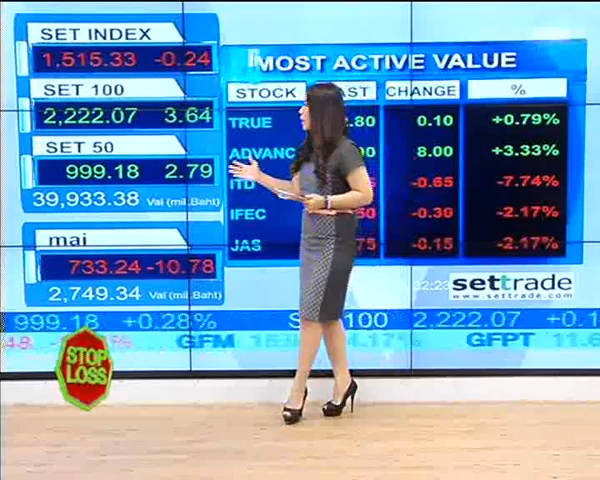 SET INDEX
1,515.33 -0.24
SET 100
2,222.07 3.64
SET 50
999.18 2.79
39,933.38 Val (mil.Baht)
mai
733.24 -10.78
2,749.34 Val (mil.Baht)
MOST ACTIVE VALUE
STOCK CHANGE %
TRUE 0.10 +0.79%
ADVANC 8.00 +3.33%
ITD -0.65 -7.74%
IFEC -0.30 -2.17%
JAS -0.15 -2.17%
settrade
www.settrade.com
999.18 +0.28% 100 2,222.07
GFM GFPT
STOP
LOSS